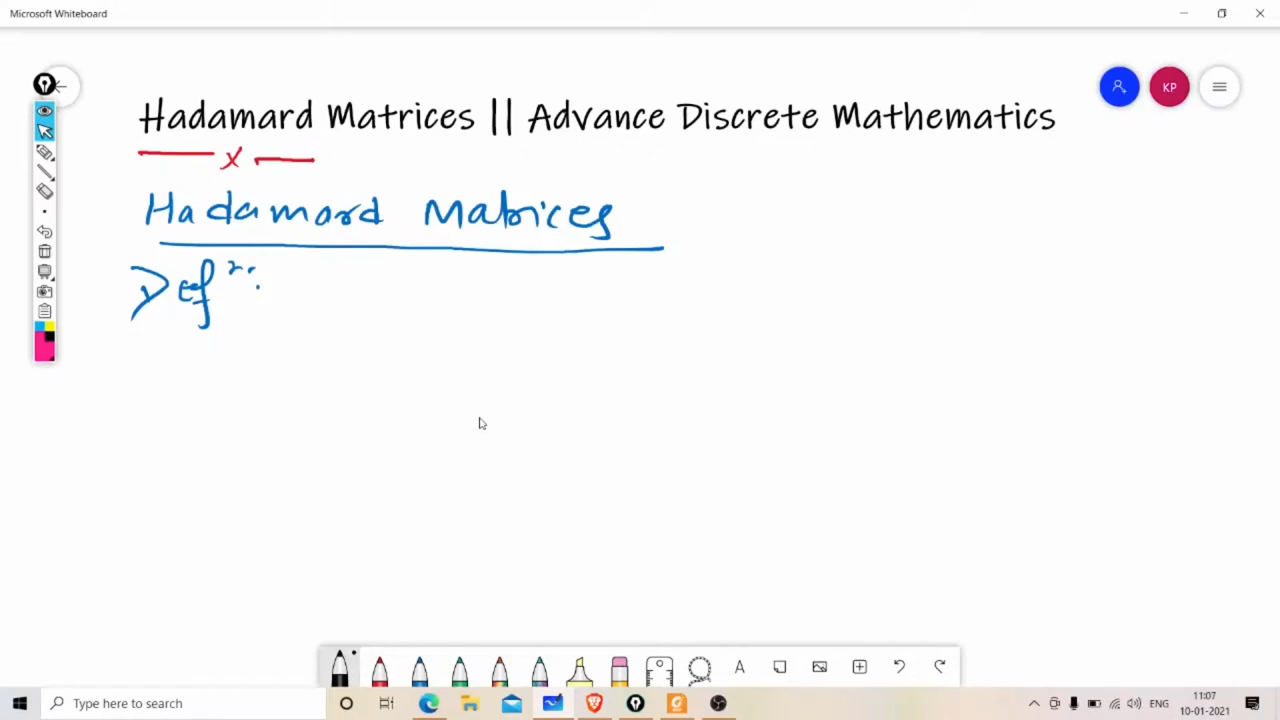 Microsoft Whiteboard
KP
Hadamard Matrices || Advance Discrete Mathematics
x
Hadamard Matrices
Defn:
A
Type here to search
ENG
11:07
10-01-2021